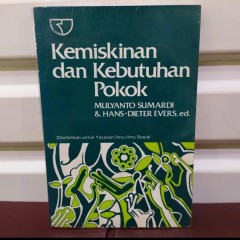 Kemiskinan
dan Kebutuhan
Pokok
MULYANTO SUMARDI
& HANS-DIETER EVERS, ed.
Diterbitkan untuk Yayasan Ilmu-ilmu Sosial